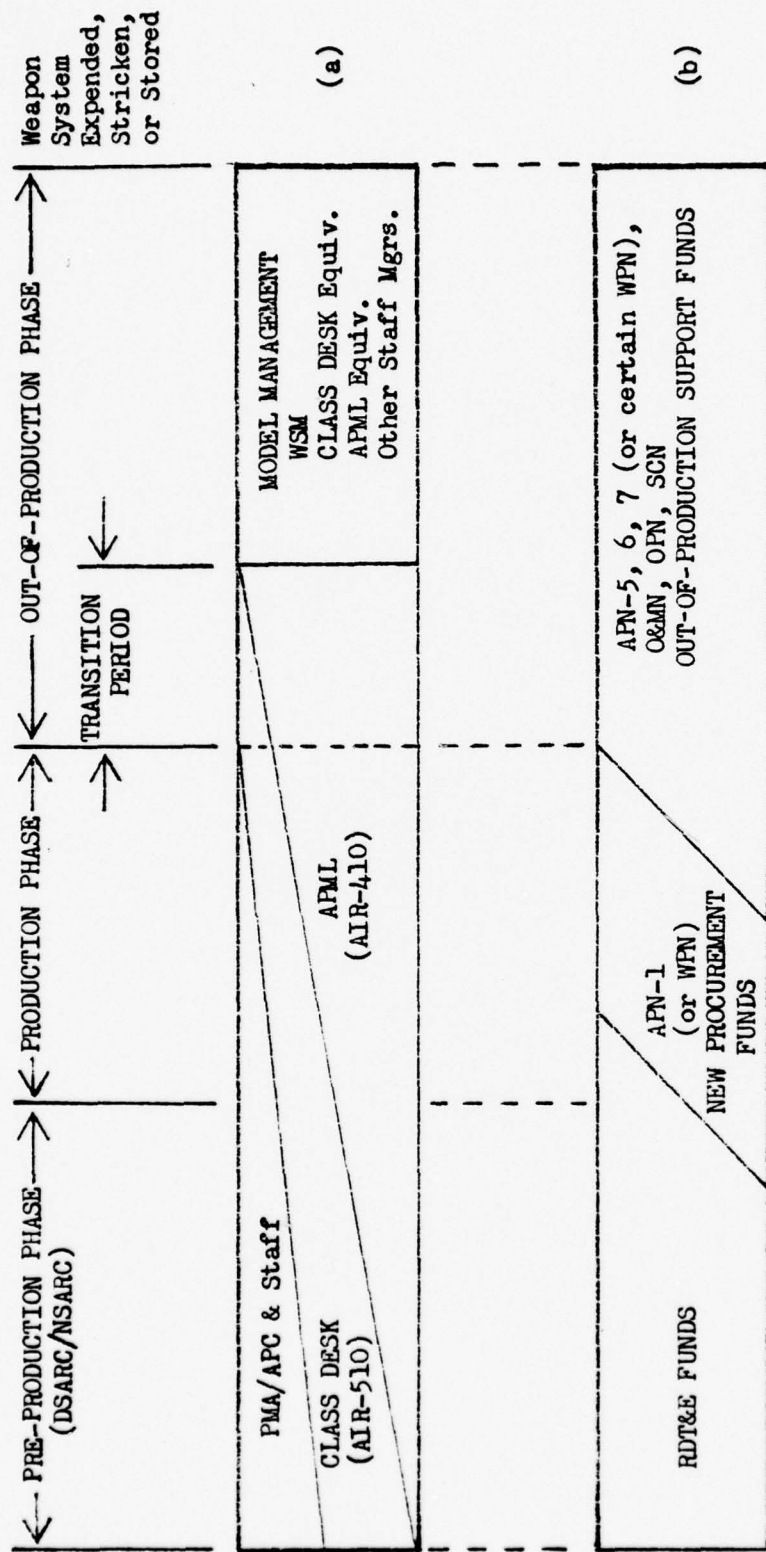 PRE-PRODUCTION PHASE
(DSARC/NSARC)
PRODUCTION PHASE
OUT-OF-PRODUCTION PHASE
TRANSITION
PERIOD
Weapon
System
Expended,
Stricken,
or Stored
PMA/APC & Staff
CLASS DESK
(AIR-510)
APML
(AIR-410)
MODEL MANAGEMENT
WSM
CLASS DESK Equiv.
APML Equiv.
Other Staff Mgrs.
(a)
RDT&E FUNDS
APN-1
(or WPN)
NEW PROCUREMENT
FUNDS
APN-5, 6, 7 (or certain WPN),
O&MN, OPN, SCN
OUT-OF-PRODUCTION SUPPORT FUNDS
(b)